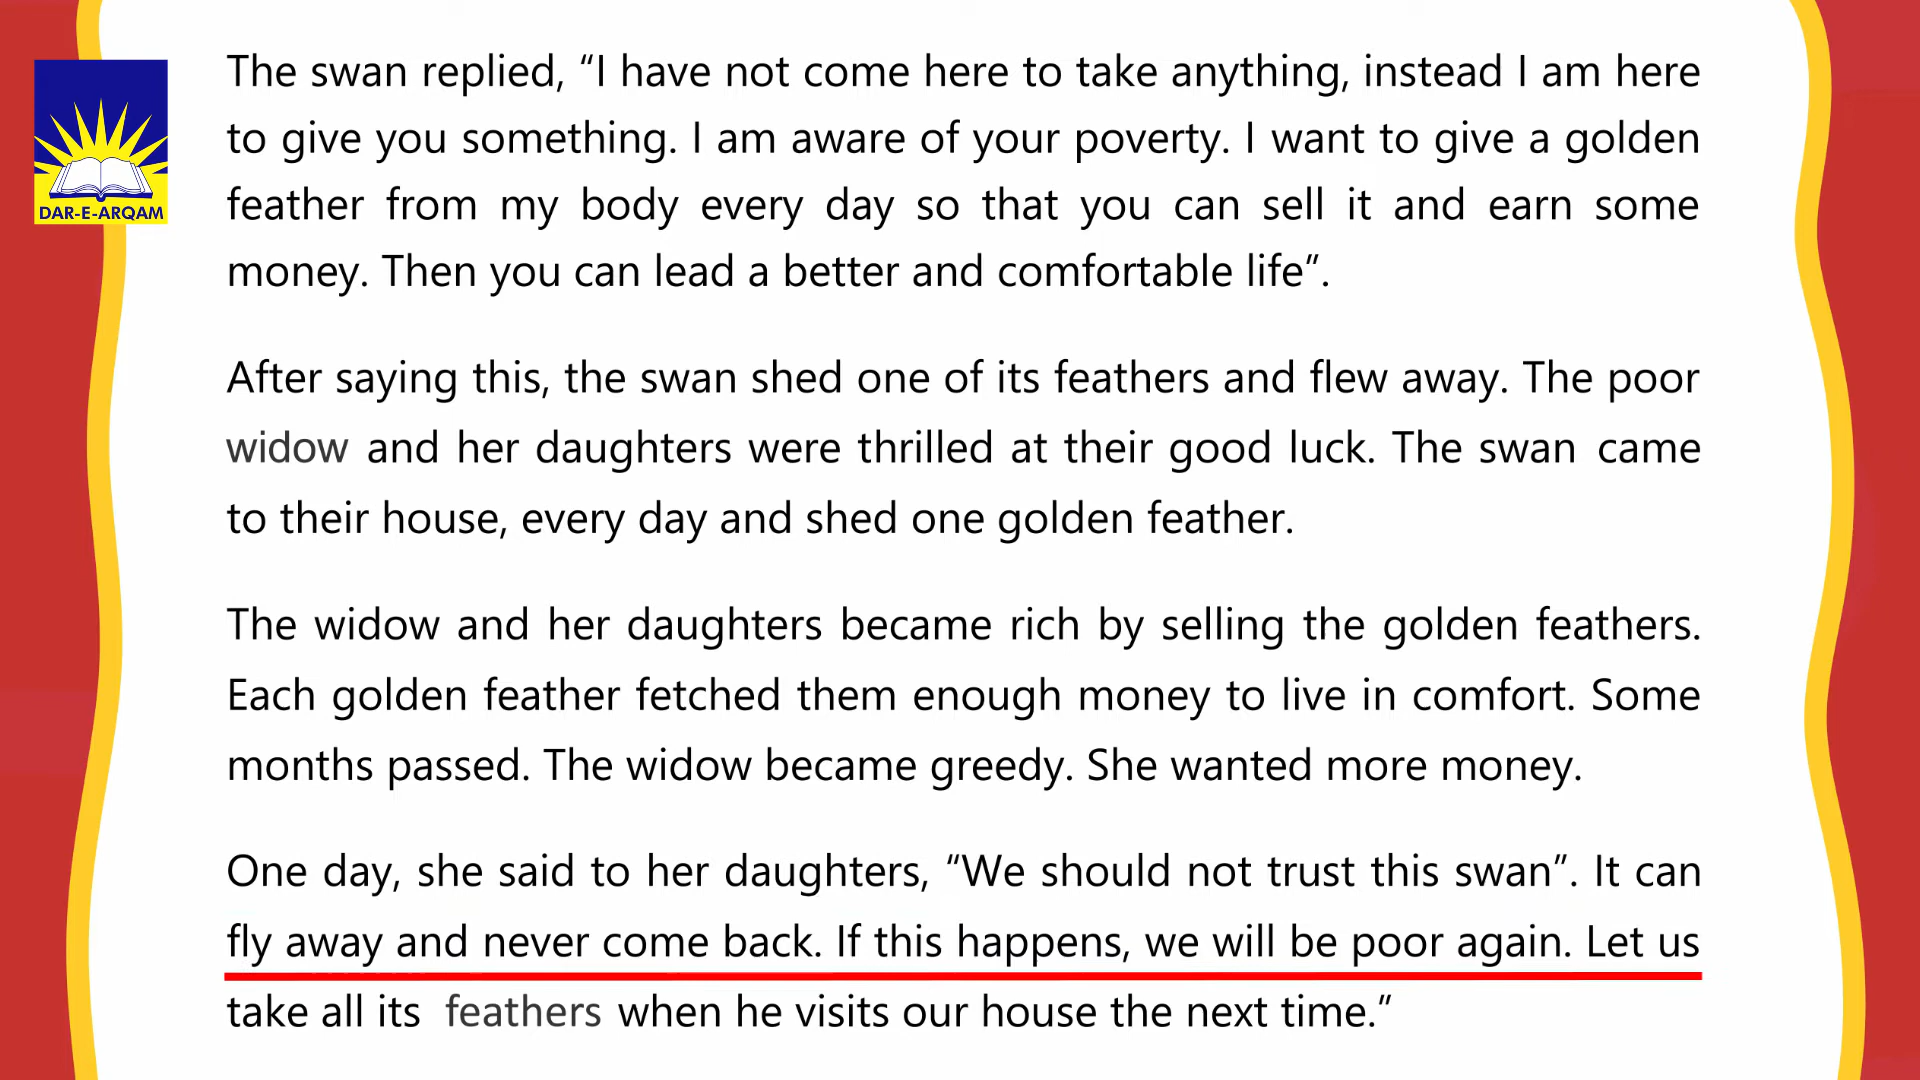 The swan replied, “I have not come here to take anything, instead I am here
to give you something. I am aware of your poverty. I want to give a golden
feather from my body every day so that you can sell it and earn some
money. Then you can lead a better and comfortable life”.
After saying this, the swan shed one of its feathers and flew away. The poor
widow and her daughters were thrilled at their good luck. The swan came
to their house, every day and shed one golden feather.
The widow and her daughters became rich by selling the golden feathers.
Each golden feather fetched them enough money to live in comfort. Some
months passed. The widow became greedy. She wanted more money.
One day, she said to her daughters, “We should not trust this swan”. It can
fly away and never come back. If this happens, we will be poor again. Let us
take all its feathers when he visits our house the next time.”
DAR-E-ARQAM